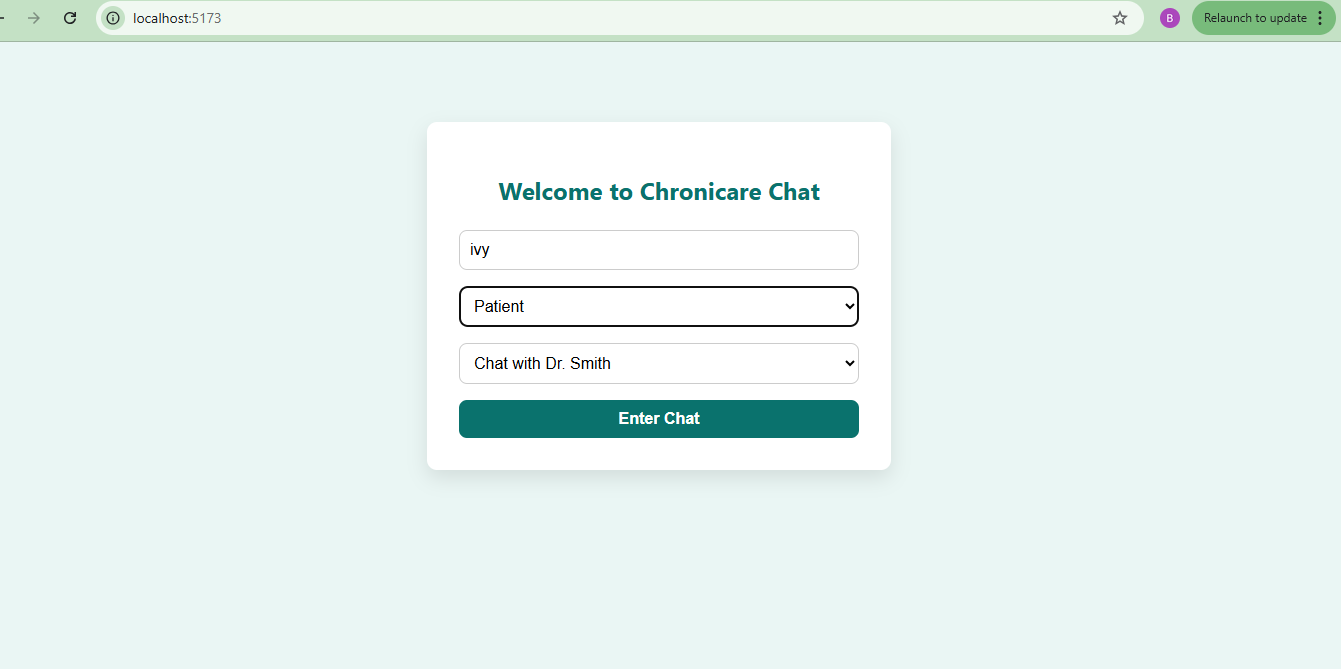 localhost:5173
B
Relaunch to update
Welcome to Chronicare Chat
ivy
Patient
Chat with Dr. Smith
Enter Chat